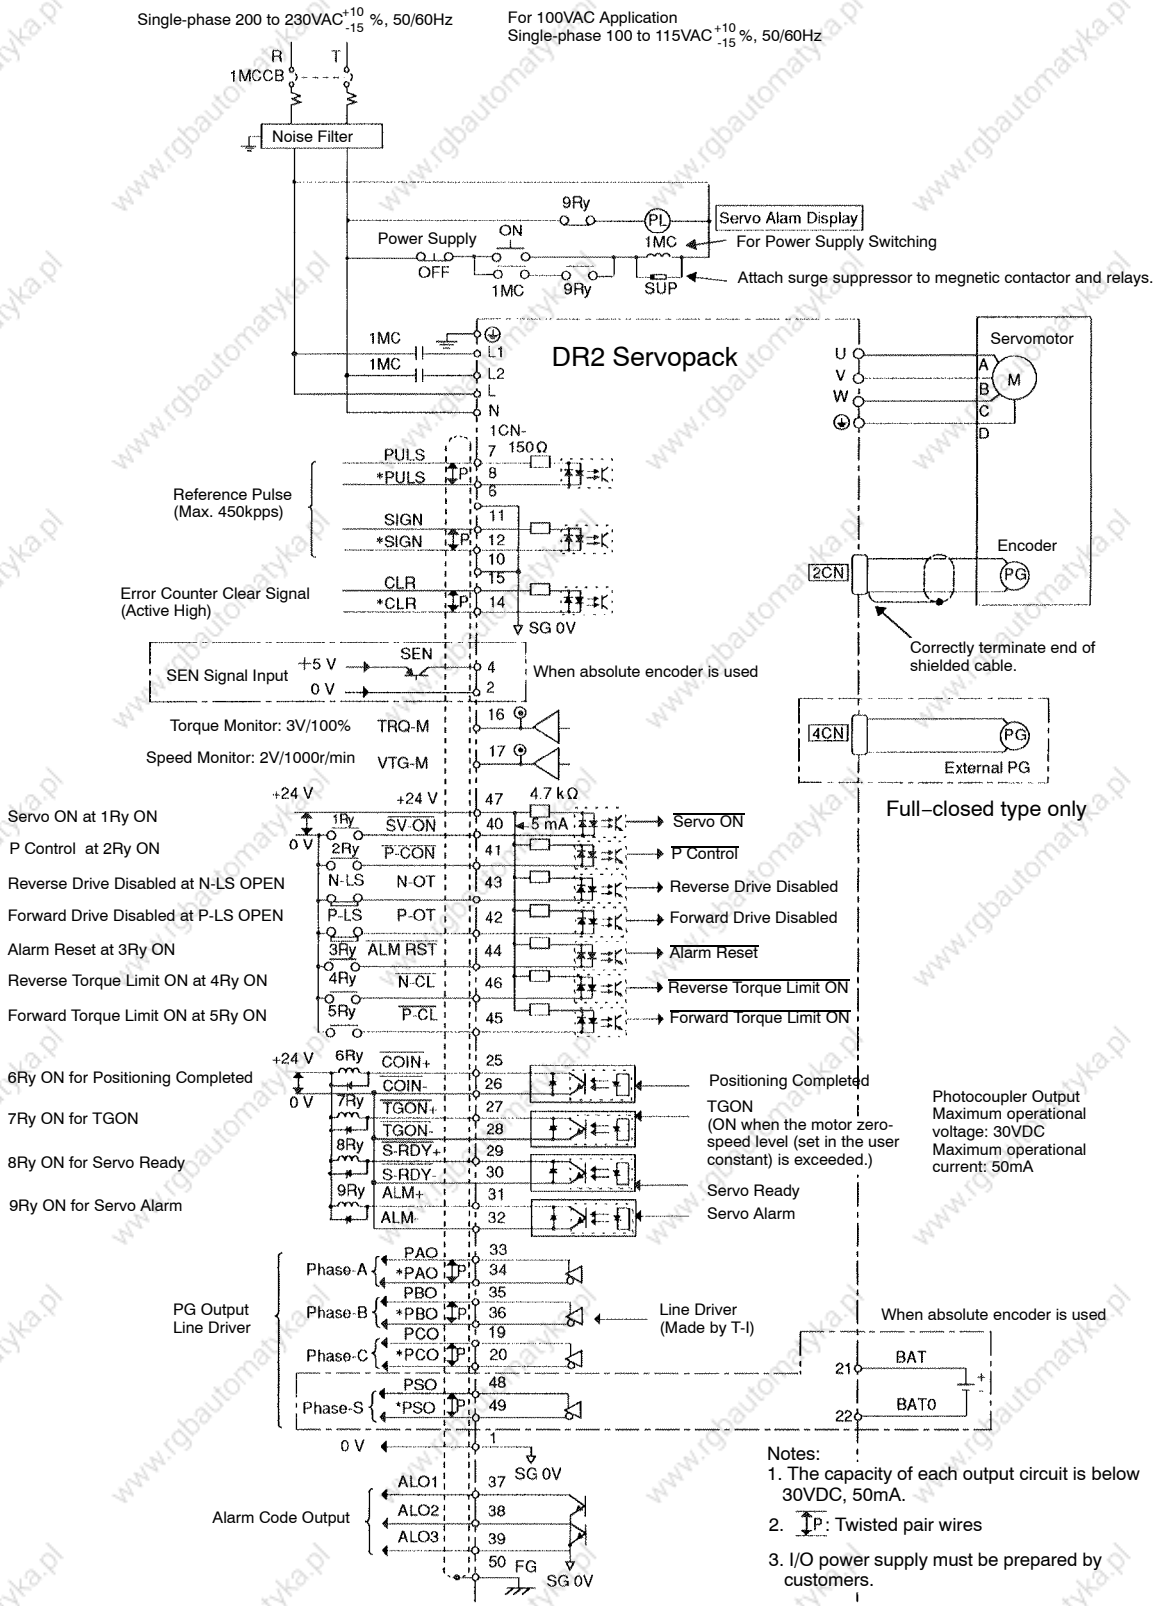 Single-phase 200 to 230VAC +10 -15 %, 50/60Hz
For 100VAC Application
Single-phase 100 to 115VAC +10 -15 %, 50/60Hz
R T
1MCCB
Noise Filter
9Ry
PL
Servo Alam Display
Power Supply
ON
1MC
For Power Supply Switching
OFF
1MC
9Ry
SUP
Attach surge suppressor to megnetic contactor and relays.
DR2 Servopack
1MC
L1
1MC
L2
L
N
U
V
W
Servomotor
A
B
C
D
M
1CN-
150Ω
PULS
7
*PULS
P
8
6
Reference Pulse
(Max. 450kpps)
SIGN
11
*SIGN
P
12
10
Error Counter Clear Signal
(Active High)
CLR
15
*CLR
P
14
SG 0V
Encoder
2CN
PG
Correctly terminate end of
shielded cable.
SEN Signal Input
+5 V
SEN
4
0 V
2
When absolute encoder is used
Torque Monitor: 3V/100%
TRQ-M
16
Speed Monitor: 2V/1000r/min
VTG-M
17
4CN
PG
External PG
Full-closed type only
+24 V
+24 V
47
4.7 kΩ
Servo ON at 1Ry ON
0 V
1Ry
SV-ON
40
5 mA
Servo ON
P Control at 2Ry ON
2Ry
P-CON
41
P Control
Reverse Drive Disabled at N-LS OPEN
N-LS
N-OT
43
Reverse Drive Disabled
Forward Drive Disabled at P-LS OPEN
P-LS
P-OT
42
Forward Drive Disabled
Alarm Reset at 3Ry ON
3Ry
ALM RST
44
Alarm Reset
Reverse Torque Limit ON at 4Ry ON
4Ry
N-CL
46
Reverse Torque Limit ON
Forward Torque Limit ON at 5Ry ON
5Ry
P-CL
45
Forward Torque Limit ON
+24 V
0 V
6Ry ON for Positioning Completed
6Ry
COIN+
25
COIN-
26
Positioning Completed
7Ry ON for TGON
7Ry
TGON+
27
TGON-
28
TGON
(ON when the motor zero-
speed level (set in the user
constant) is exceeded.)
8Ry ON for Servo Ready
8Ry
S-RDY+
29
S-RDY-
30
Servo Ready
9Ry ON for Servo Alarm
9Ry
ALM+
31
ALM-
32
Servo Alarm
Photocoupler Output
Maximum operational
voltage: 30VDC
Maximum operational
current: 50mA
PG Output
Line Driver
Phase-A
PAO
33
*PAO
P
34
Phase-B
PBO
35
*PBO
P
36
Phase-C
PCO
19
*PCO
P
20
Phase-S
PSO
48
*PSO
P
49
Line Driver
(Made by T-I)
When absolute encoder is used
21
BAT
+
22
BAT0
-
0 V
1
SG 0V
Alarm Code Output
ALO1
37
ALO2
38
ALO3
39
50
FG
SG 0V
Notes:
1. The capacity of each output circuit is below
30VDC, 50mA.
2. P: Twisted pair wires
3. I/O power supply must be prepared by
customers.
www.rgbautomatyka.pl